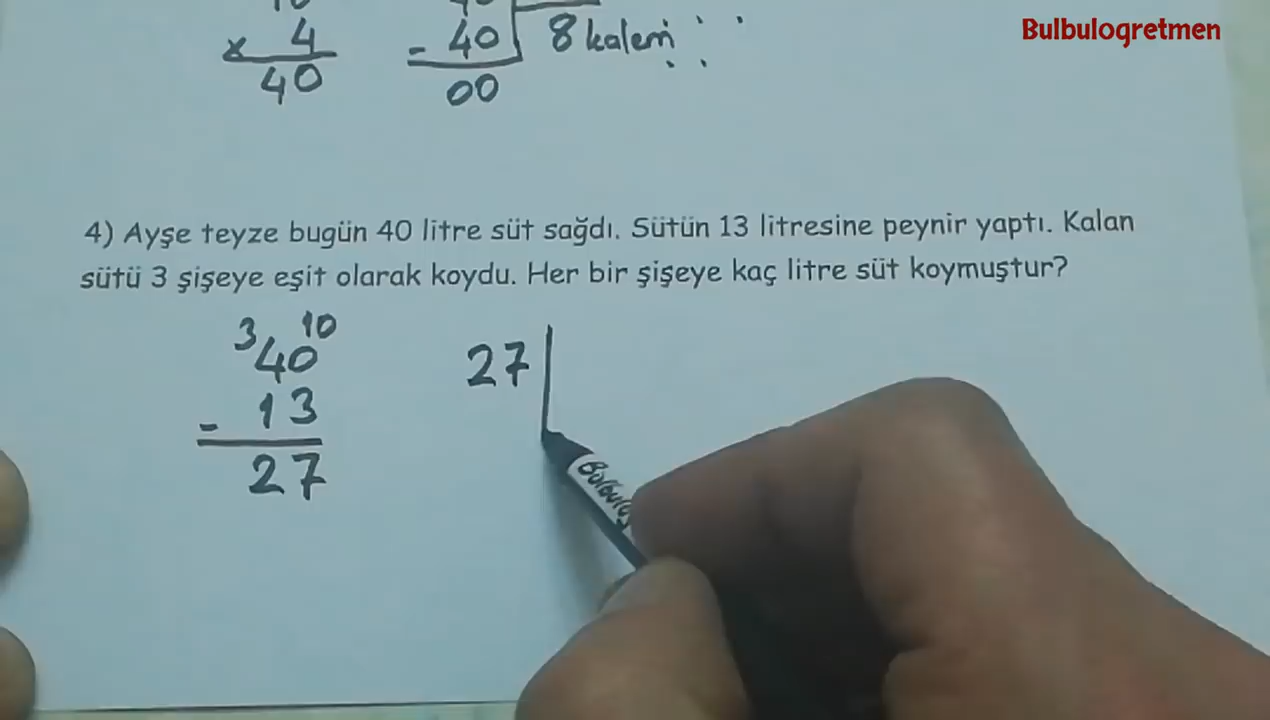 Bulbulogretmen
x 4 - 40 8 kalem
40 00
4) Ayşe teyze bugün 40 litre süt sağdı. Sütün 13 litresine peynir yaptı. Kalan
sütü 3 şişeye eşit olarak koydu. Her bir şişeye kaç litre süt koymuştur?
3 10
40 27
- 13
27